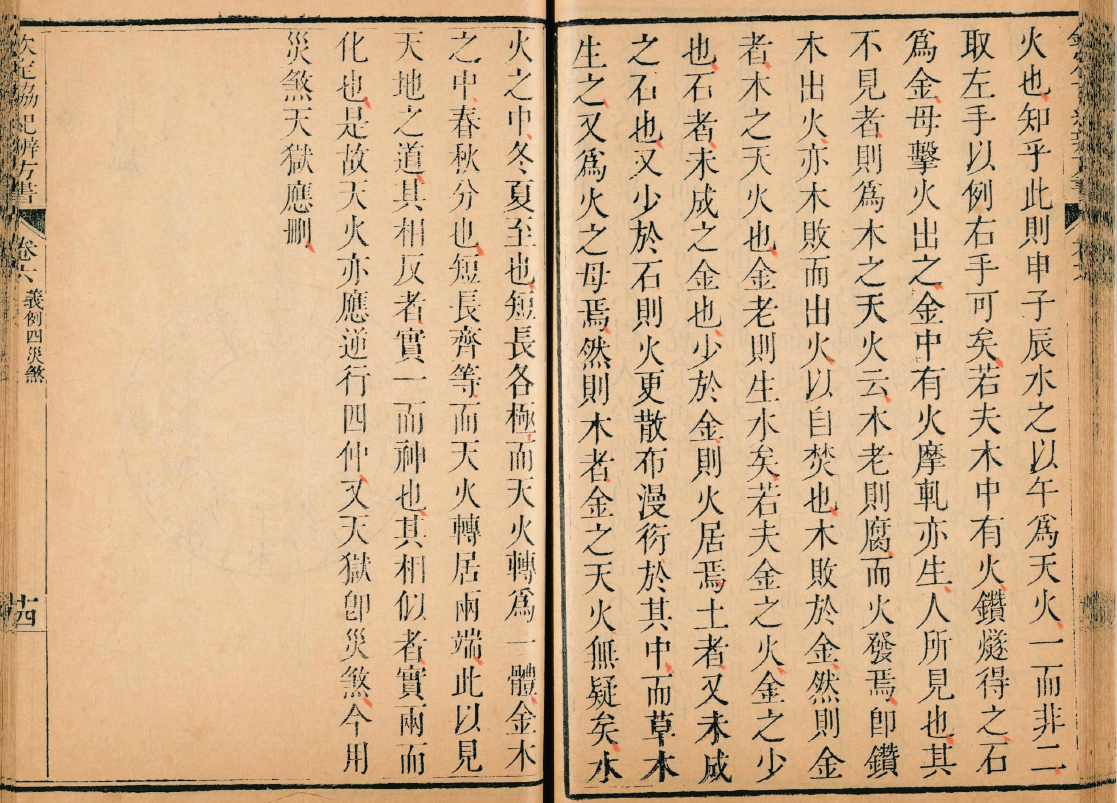 火也知乎此則申子辰水之以午為天火一而非二
取左手以例右手可矣若夫木中有火鑽燧得之石
爲金母擊火出之金中有火摩軋亦生人所見也其
不見者則爲木之天火云木老則腐而火發焉卽鑽
木出火亦木敗而出火以自焚也木敗於金然則金
者木之天火也金老則生水矣若夫金之火金之少
也石者未成之金也少於金則火居焉土者又未成
之石也又少於石則火更散布漫衍於其中而草木
生之又爲火之母焉然則木者金之天火無疑矣水
火之中冬夏至也短長各極而天火轉爲一體金木
之中春秋分也短長齊等而天火轉居兩端此以見
天地之道其相反者實一而神也其相似者實兩而
化也是故天火亦應逆行四仲又天獄卽災煞今用
災煞天獄應刪
欽定協紀辨方書
卷六
義例四災煞
十四